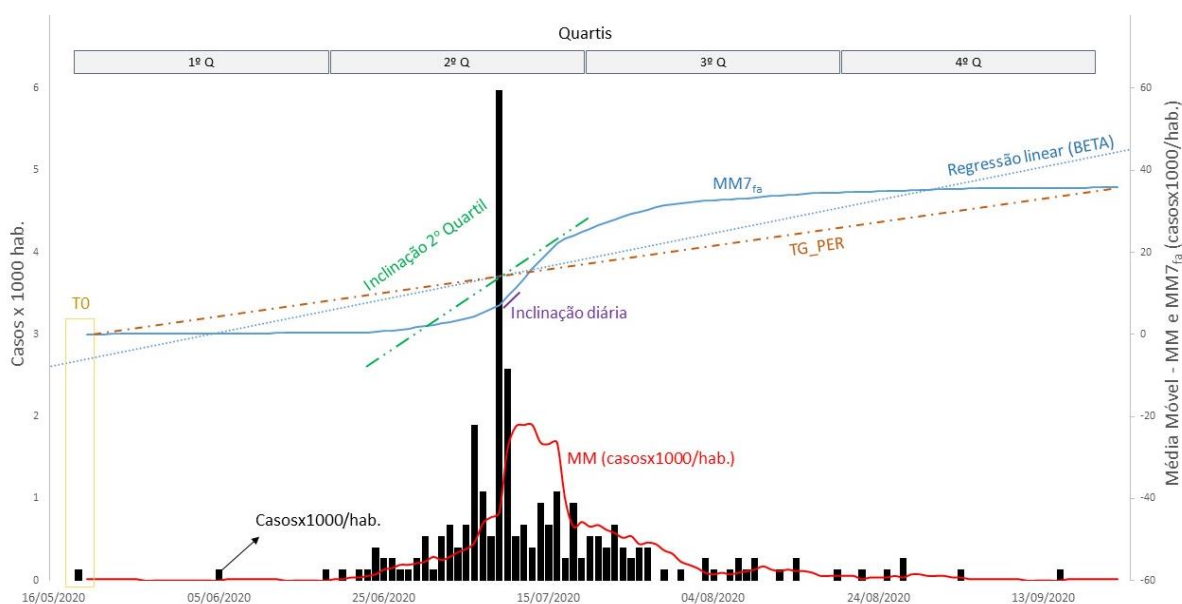 Quartis
1º Q
2º Q
3º Q
4º Q
Casos x 1000 hab.
6
5
4
3
2
1
0
60
40
20
0
-20
-40
-60
Média Móvel - MM e MM7fa (casosx1000/hab.)
Regressão linear (BETA)
MM7fa
Inclinação 2º Quartil
TG_PER
T0
Inclinação diária
MM (casosx1000/hab.)
Casosx1000/hab.
16/05/2020
05/06/2020
25/06/2020
15/07/2020
04/08/2020
24/08/2020
13/09/2020